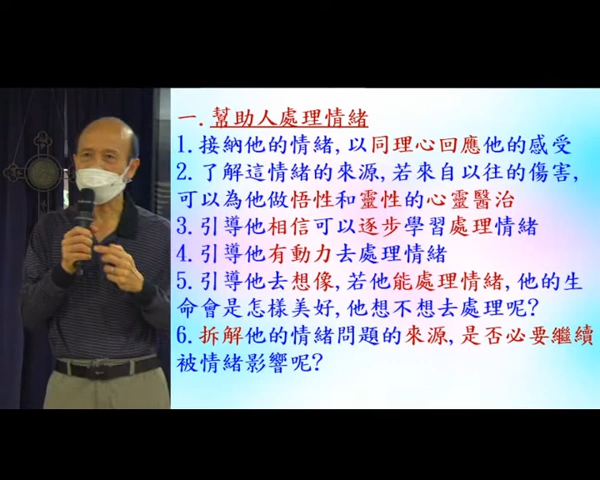 一.幫助人處理情緒
1.接納他的情緒,以同理心回應他的感受
2.了解這情緒的來源,若來自以往的傷害,
可以為他做悟性和靈性的心靈醫治
3.引導他相信可以逐步學習處理情緒
4.引導他有動力去處理情緒
5.引導他去想像,若他能處理情緒,他的生
命會是怎樣美好,他想不想去處理呢?
6.拆解他的情緒問題的來源,是否必要繼續
被情緒影響呢?